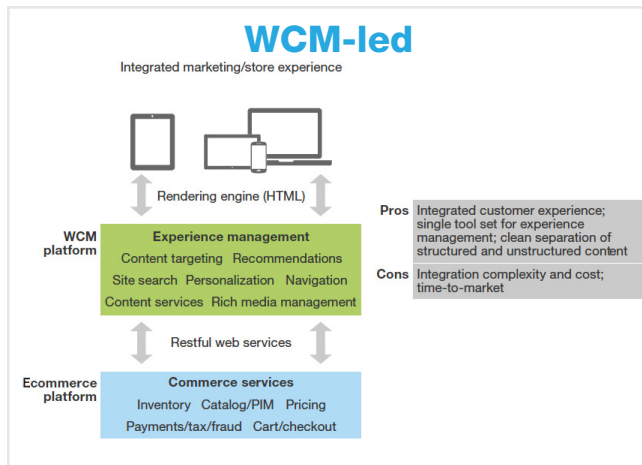 WCM-led
Integrated marketing/store experience
Rendering engine (HTML)
WCM
platform
Experience management
Content targeting Recommendations
Site search Personalization Navigation
Content services Rich media management
Pros
Integrated customer experience;
single tool set for experience
management; clean separation of
structured and unstructured content
Cons
Integration complexity and cost;
time-to-market
Restful web services
Ecommerce
platform
Commerce services
Inventory Catalog/PIM Pricing
Payments/tax/fraud Cart/checkout